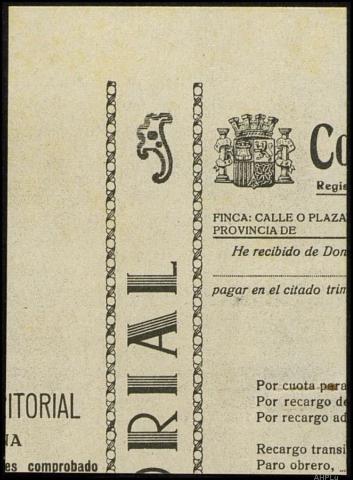 ITORIAL
NA
es comprobado
ORIAL
Co
Regis
FINCA: CALLE O PLAZA
PROVINCIA DE
He recibido de Don
pagar en el citado trim
Por cuota para
Por recargo de
Por recargo ad
Recargo transi
Paro obrero,
AHPLu